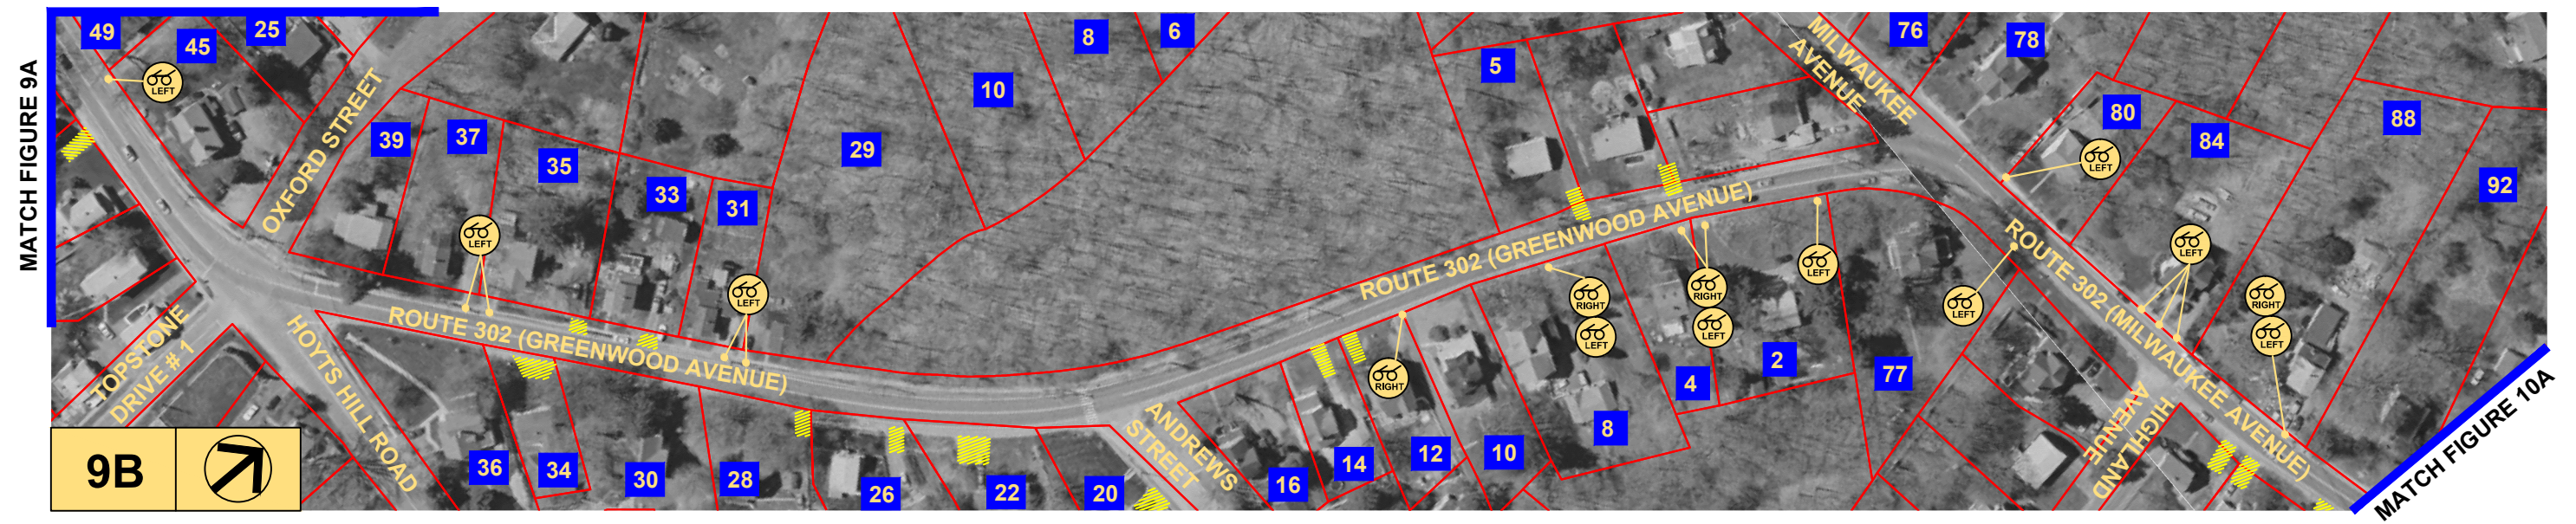 MATCH FIGURE 9A
49
45
25
LEFT
OXFORD STREET
39
37
35
33
31
LEFT
LEFT
29
10
8
6
5
MILWAUKEE
AVENUE
76
78
80
LEFT
84
88
92
TOPSTONE
DRIVE # 1
HOYTS HILL ROAD
ROUTE 302 (GREENWOOD AVENUE)
ROUTE 302 (GREENWOOD AVENUE)
ROUTE 302 (MILWAUKEE AVENUE)
36
34
30
28
26
22
20
ANDREWS
STREET
16
14
12
10
8
4
2
77
RIGHT
RIGHT
LEFT
RIGHT
LEFT
LEFT
LEFT
LEFT
RIGHT
LEFT
HIGHLAND
AVENUE
9B
MATCH FIGURE 10A